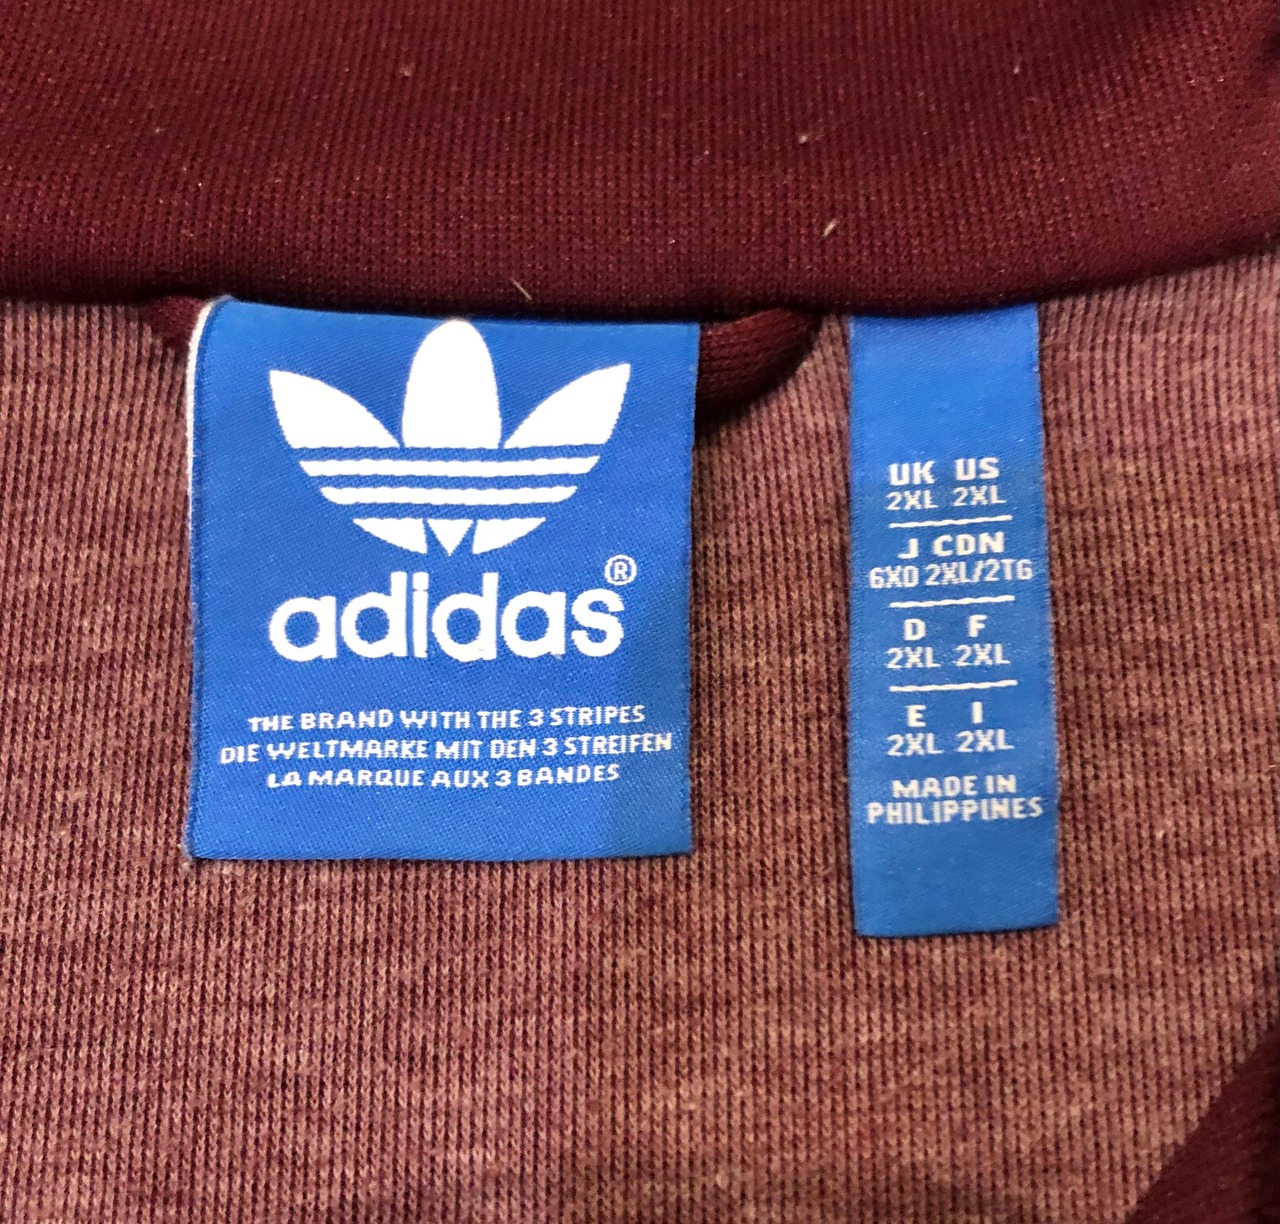 adidas®
THE BRAND WITH THE 3 STRIPES
DIE WELTMARKE MIT DEN 3 STREIFEN
LA MARQUE AUX 3 BANDES
UK US
2XL 2XL
J CDN
6XO 2XL/2TG
D F
2XL 2XL
E I
2XL 2XL
MADE IN
PHILIPPINES